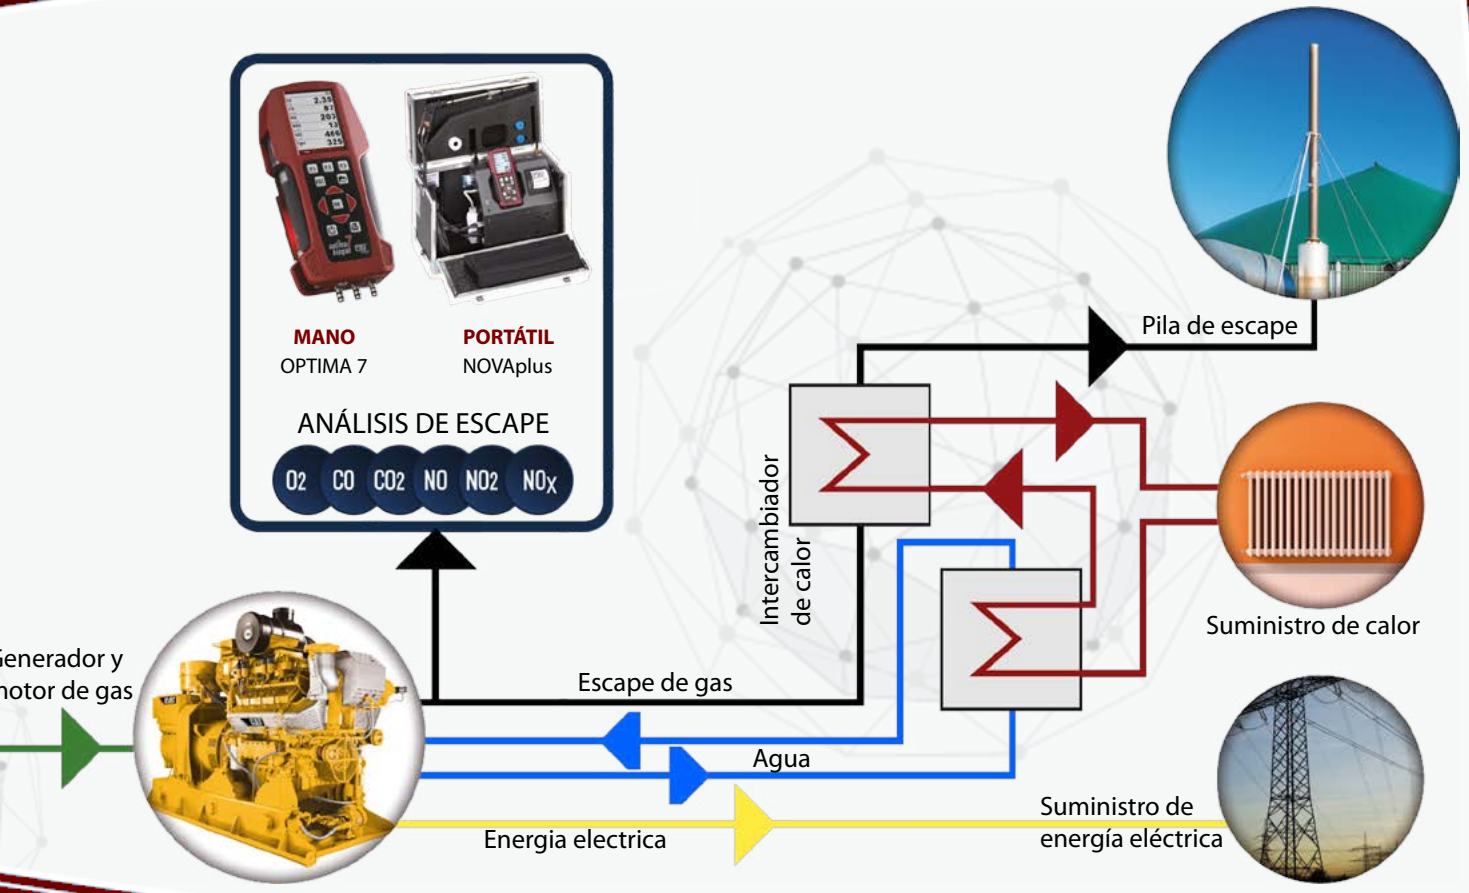 MANO
OPTIMA 7
PORTÁTIL
NOVAplus
ANÁLISIS DE ESCAPE
O2 CO CO2 NO NO2 NOx
Pila de escape
Intercambiador
de calor
Suministro de calor
Generador y
motor de gas
Escape de gas
Agua
Energia electrica
Suministro de
energía eléctrica